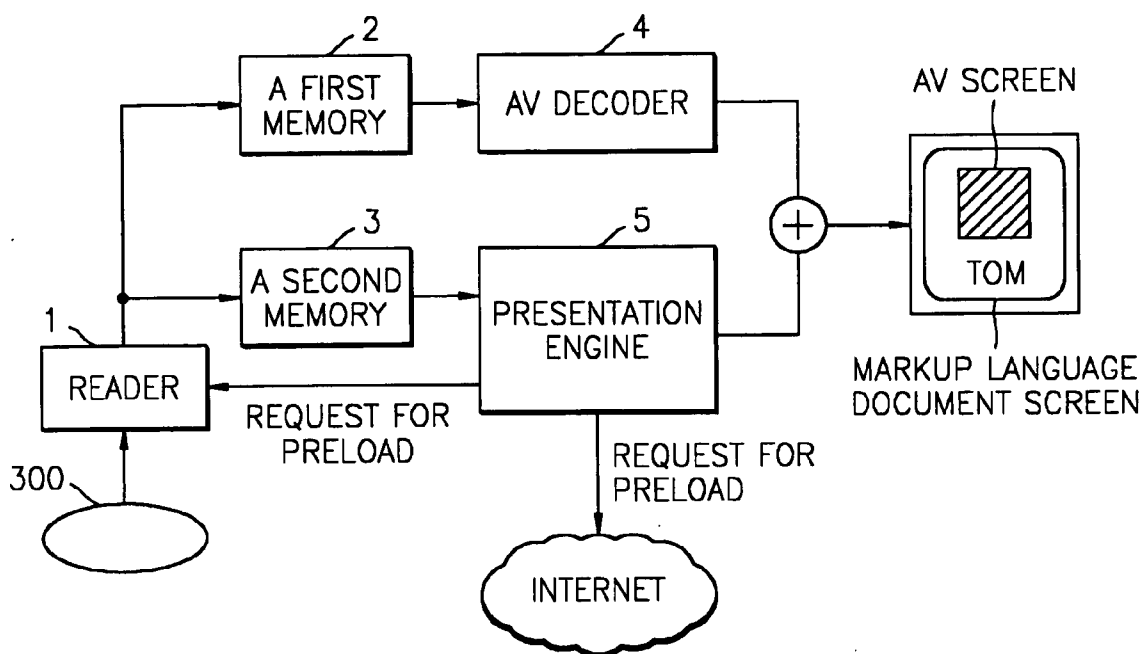 2
A FIRST
MEMORY
4
AV DECODER
AV SCREEN
3
A SECOND
MEMORY
5
PRESENTATION
ENGINE
+
TOM
MARKUP LANGUAGE
DOCUMENT SCREEN
1
READER
REQUEST FOR
PRELOAD
REQUEST FOR
PRELOAD
300
INTERNET